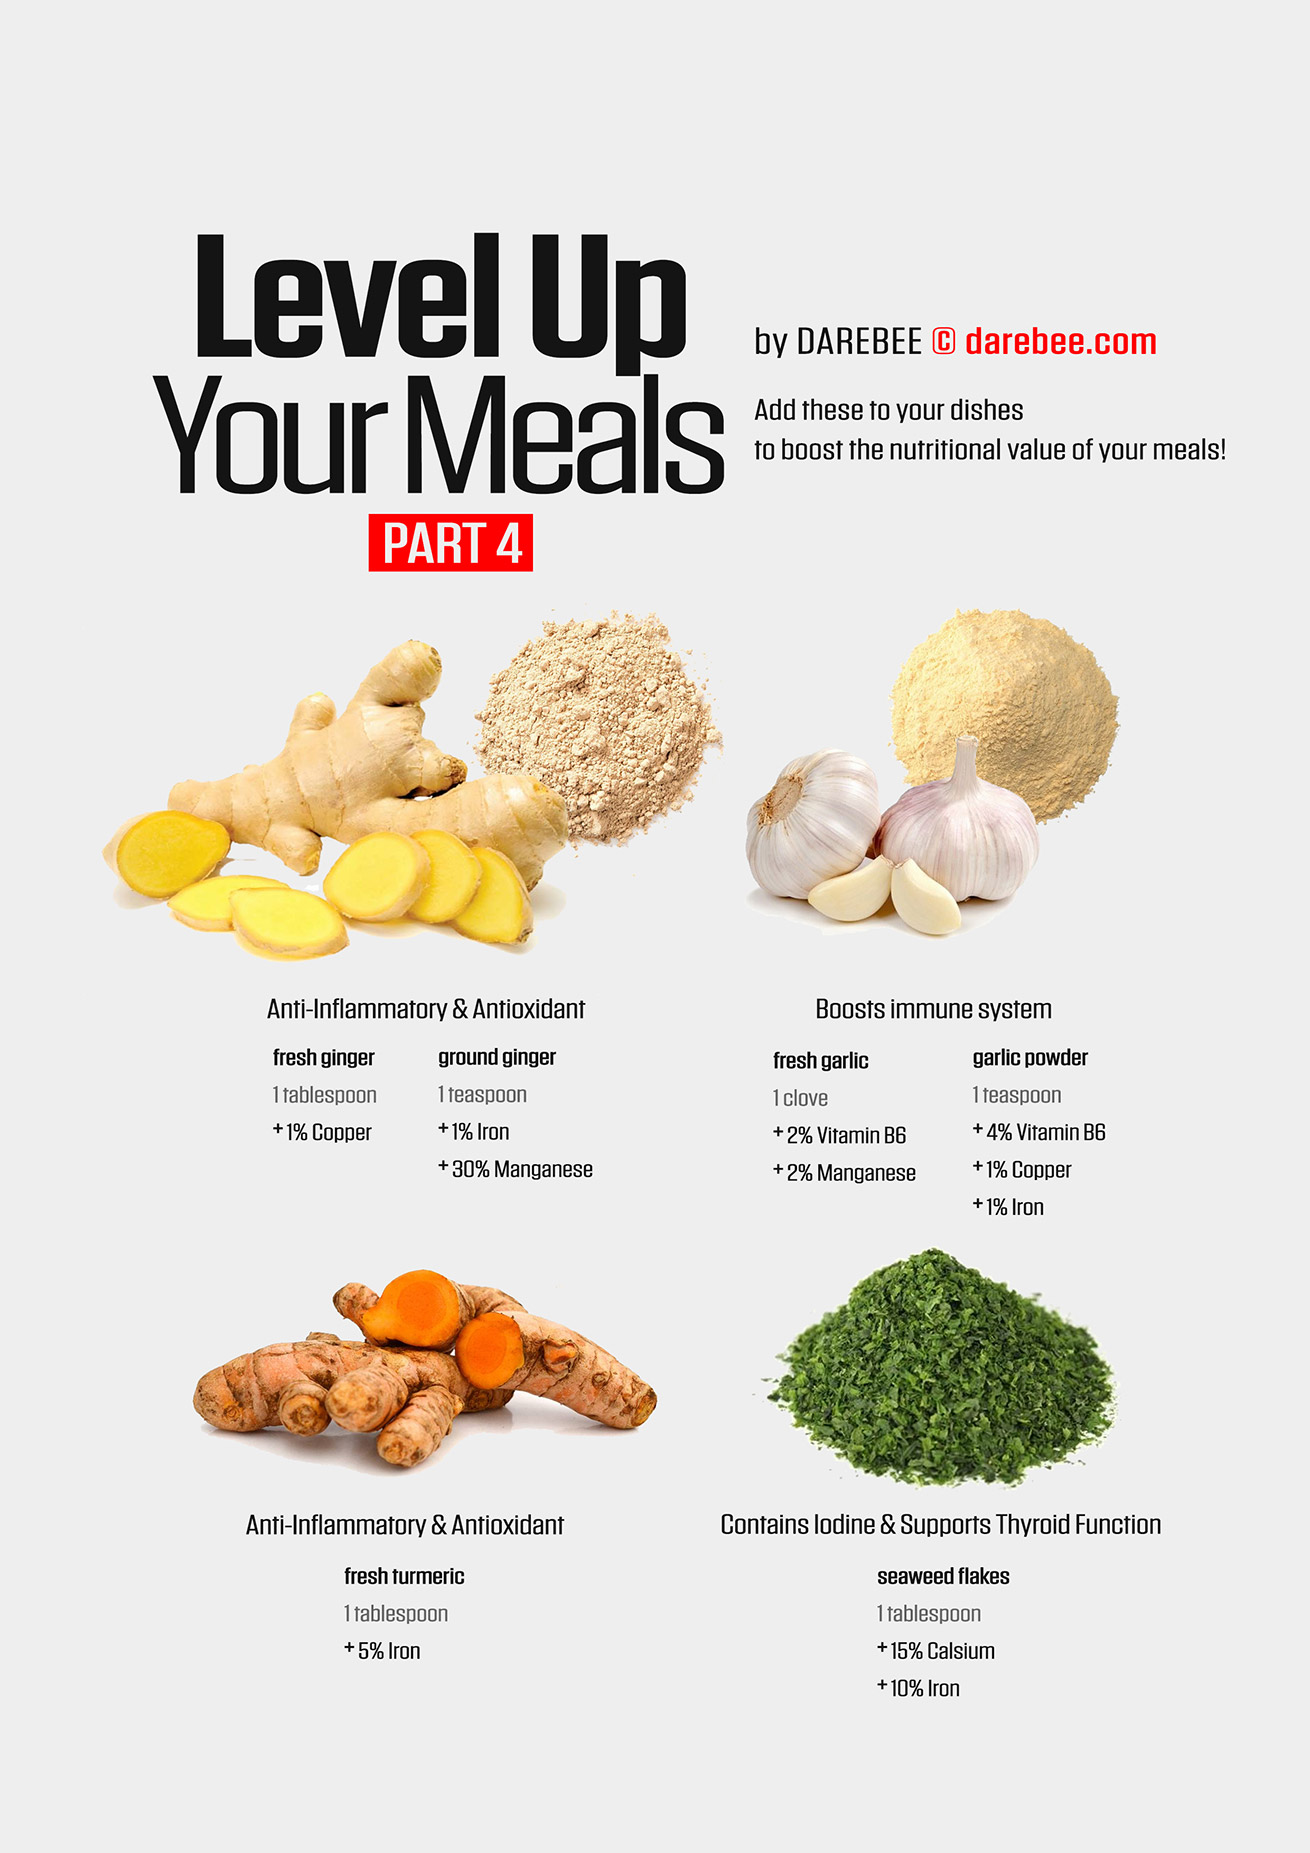 Level Up
Your Meals
PART 4
by DAREBEE © darebee.com
Add these to your dishes
to boost the nutritional value of your meals!
Anti-Inflammatory & Antioxidant
fresh ginger
1 tablespoon
+ 1% Copper
ground ginger
1 teaspoon
+ 1% Iron
+ 30% Manganese
Boosts immune system
fresh garlic
1 clove
+ 2% Vitamin B6
+ 2% Manganese
garlic powder
1 teaspoon
+ 4% Vitamin B6
+ 1% Copper
+ 1% Iron
Anti-Inflammatory & Antioxidant
fresh turmeric
1 tablespoon
+ 5% Iron
Contains Iodine & Supports Thyroid Function
seaweed flakes
1 tablespoon
+ 15% Calsium
+ 10% Iron